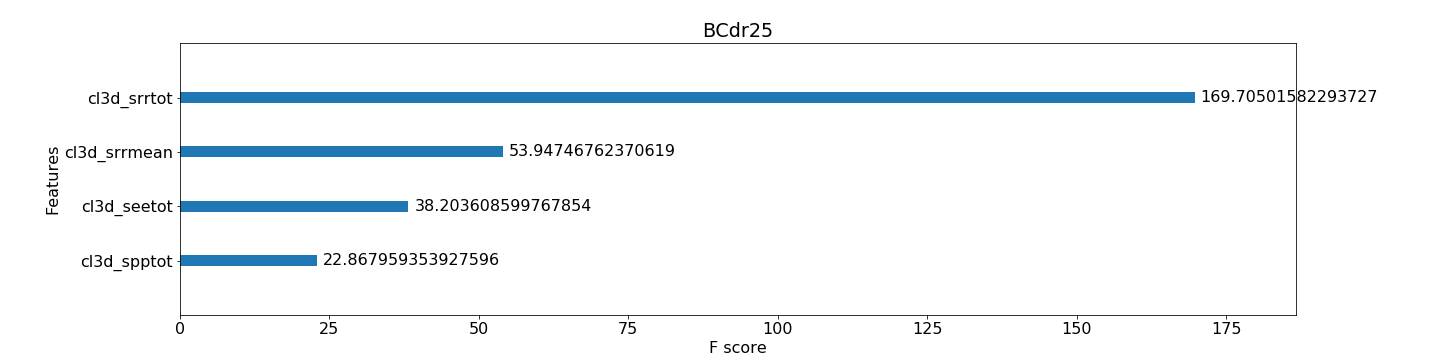 BCdr25
cl3d_srrtot 169.70501582293727
cl3d_srrmean 53.94746762370619
cl3d_seetot 38.203608599767854
cl3d_spptot 22.867959353927596
Features
0 25 50 75 100 125 150 175
F score